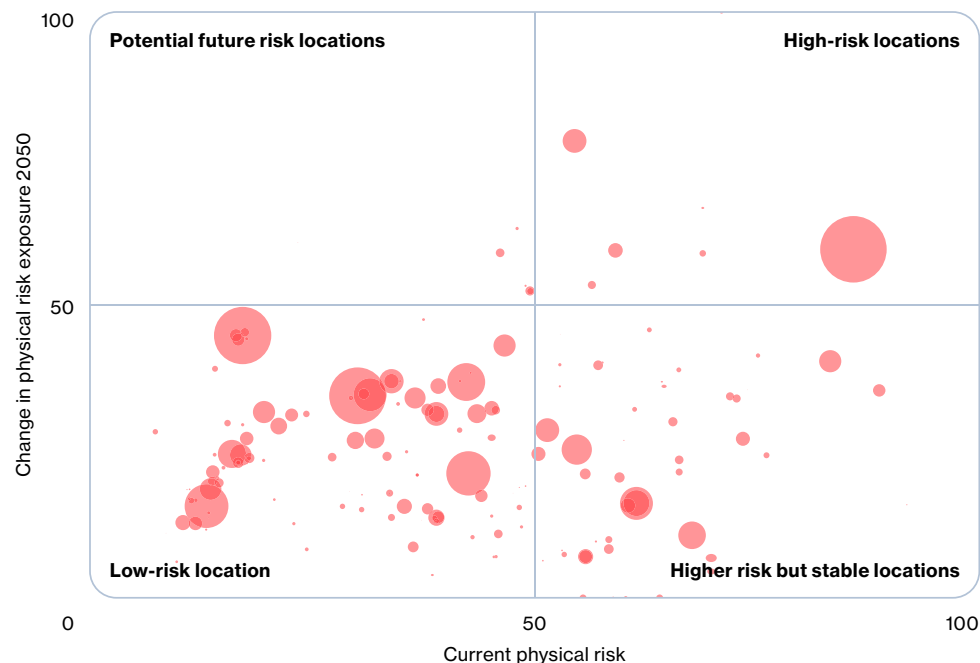 100
Potential future risk locations
High-risk locations
Change in physical risk exposure 2050
50
Low-risk location
Higher risk but stable locations
0
50
100
Current physical risk